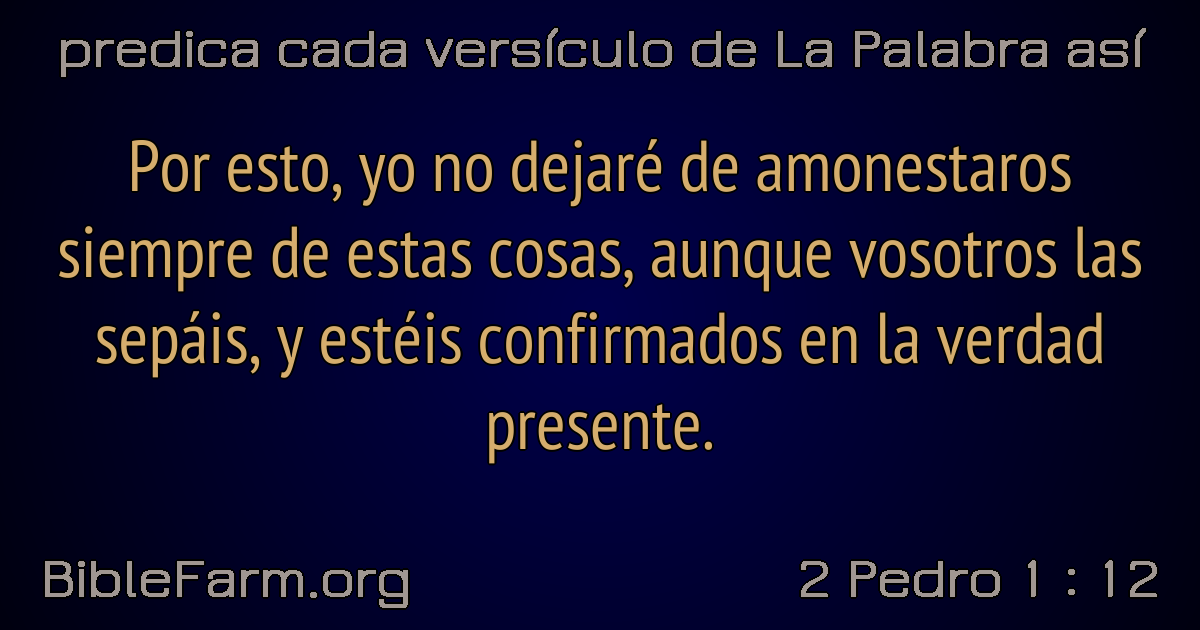 predica cada versículo de La Palabra así
Por esto, yo no dejaré de amonestaros
siempre de estas cosas, aunque vosotros las
sepáis, y estéis confirmados en la verdad
presente.
BibleFarm.org
2 Pedro 1 : 12